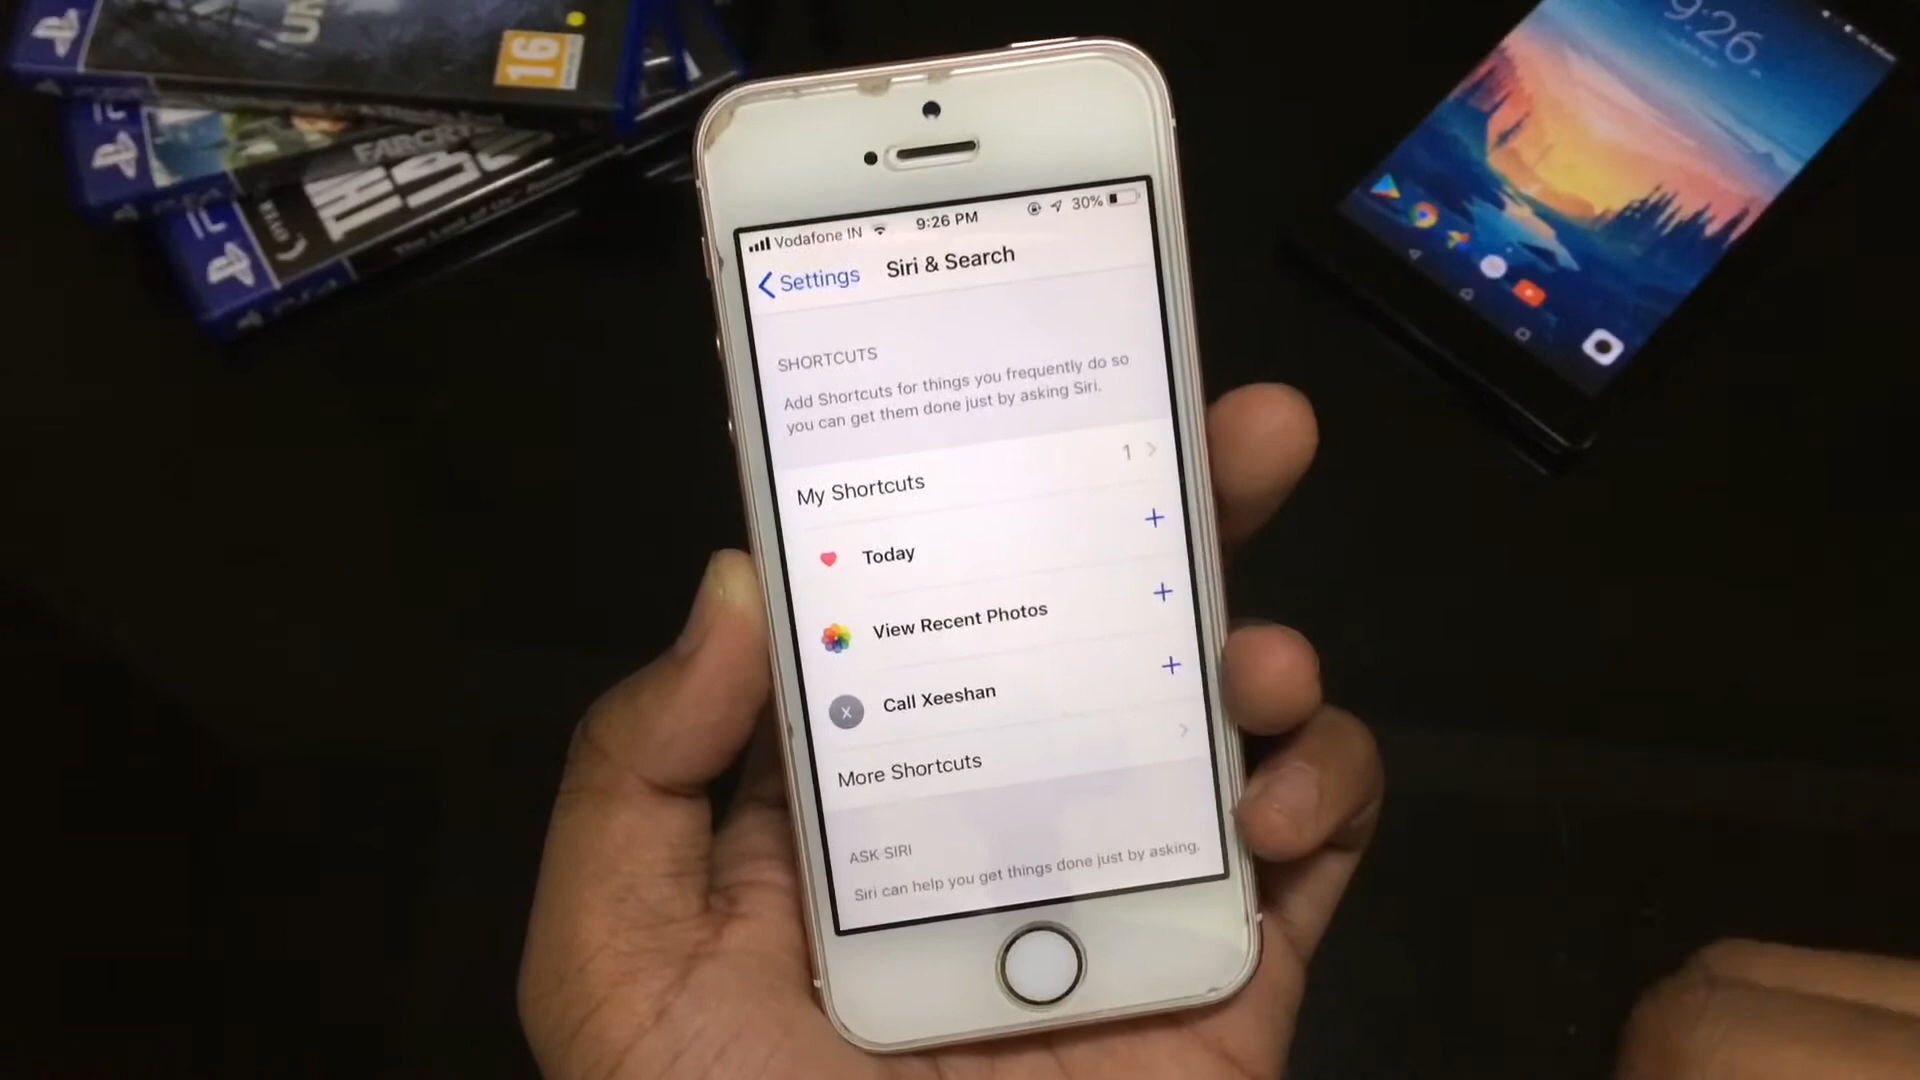 16
FARCRY
PS4
9:26
Vodafone IN
9:26 PM
30%
Settings
Siri & Search
SHORTCUTS
Add Shortcuts for things you frequently do so
you can get them done just by asking Siri.
My Shortcuts
1
Today
View Recent Photos
X
Call Xeeshan
More Shortcuts
ASK SIRI
Siri can help you get things done just by asking.